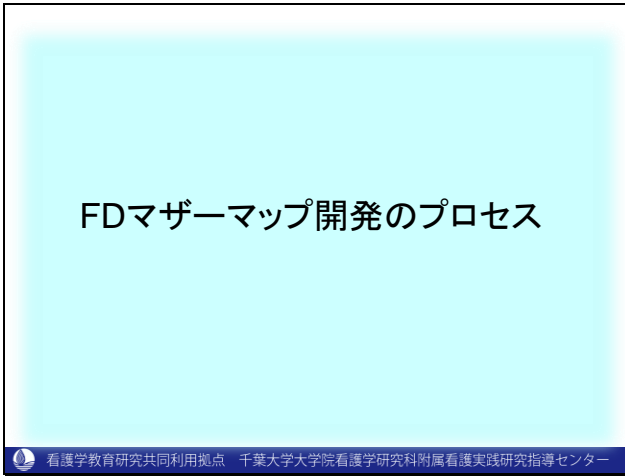 FDマザーマップ開発のプロセス
看護学教育研究共同利用拠点　千葉大学大学院看護学研究科附属看護実践研究指導センター